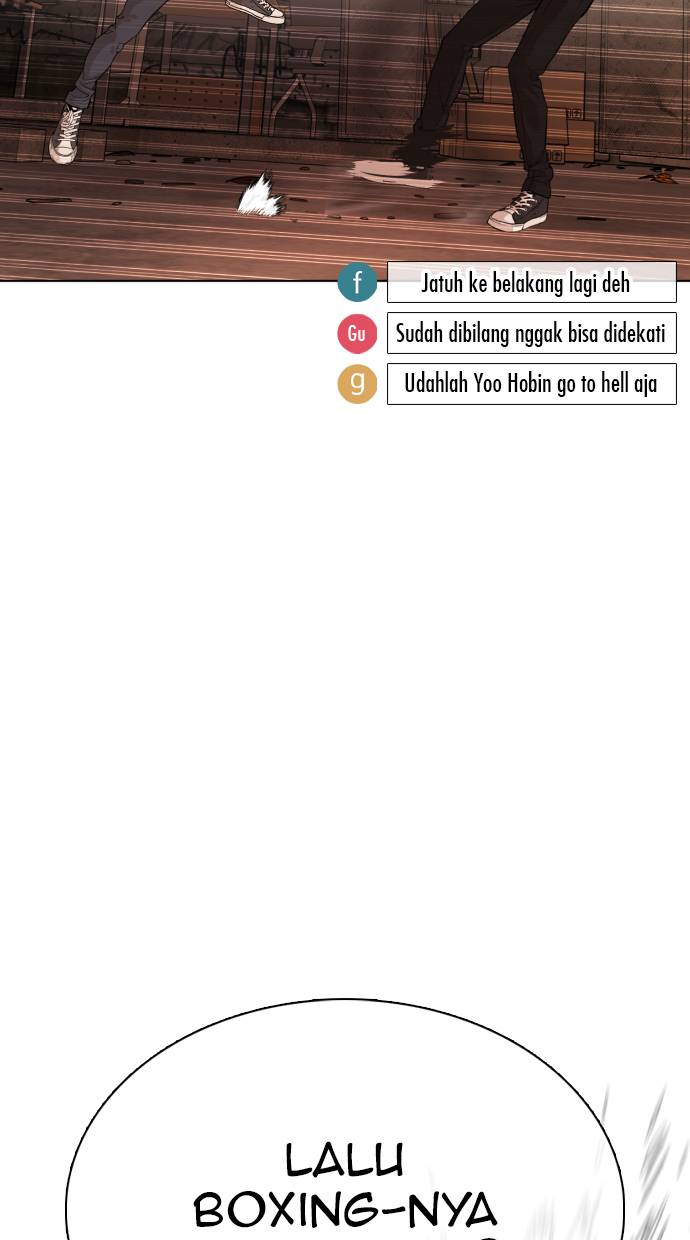 f Jatuh ke belakang lagi deh
Gu Sudah dibilang nggak bisa didekati
g Udahlah Yoo Hobin go to hell aja
LALU
BOXING-NYA